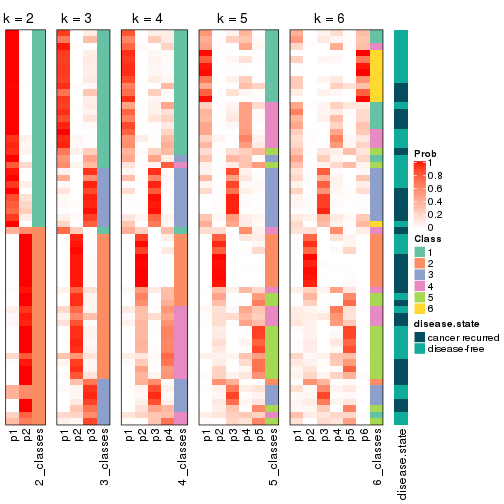 k = 2
k = 3
k = 4
k = 5
k = 6
p1
p2
2_classes
p1
p2
p3
3_classes
p1
p2
p3
p4
4_classes
p1
p2
p3
p4
p5
5_classes
p1
p2
p3
p4
p5
p6
6_classes
disease.state
Prob
1
0.8
0.6
0.4
0.2
0
Class
1
2
3
4
5
6
disease.state
cancer recurred
disease-free